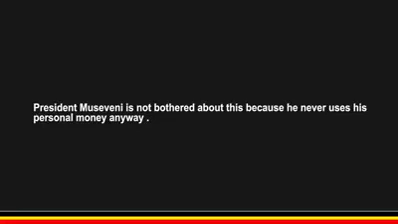 President Museveni is not bothered about this because he never uses his
personal money anyway .